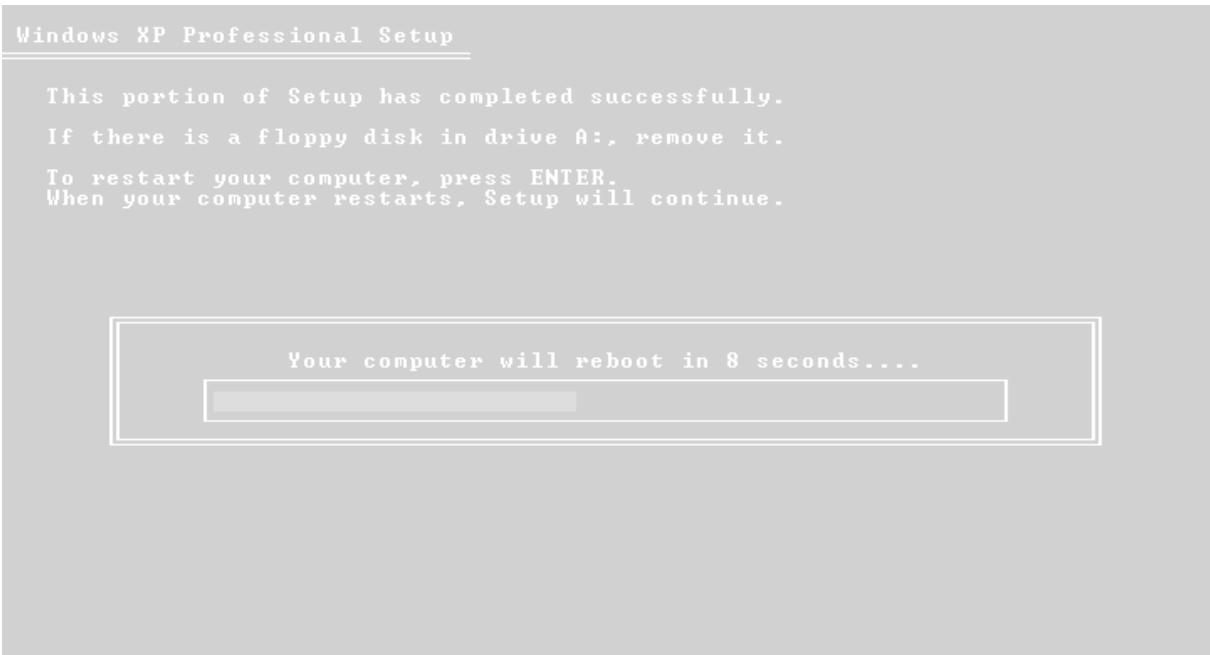 Windows XP Professional Setup
This portion of Setup has completed successfully.
If there is a floppy disk in drive A:, remove it.
To restart your computer, press ENTER.
When your computer restarts, Setup will continue.
Your computer will reboot in 8 seconds....